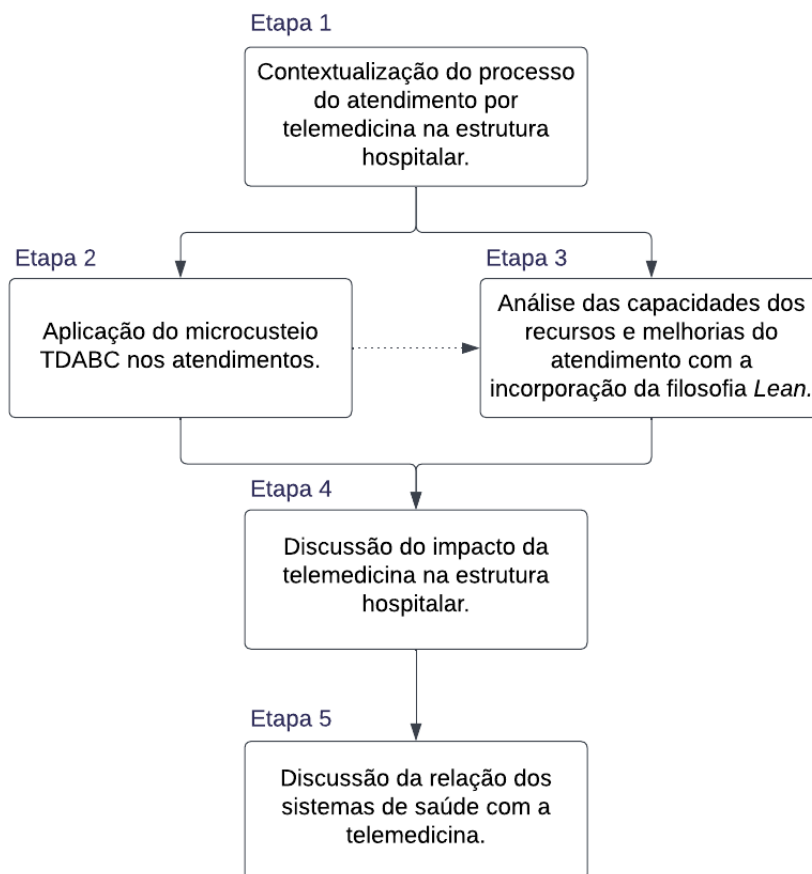 Etapa 1
Contextualização do processo
do atendimento por
telemedicina na estrutura
hospitalar.
Etapa 2
Aplicação do microcusteio
TDABC nos atendimentos.
Etapa 3
Análise das capacidades dos
recursos e melhorias do
atendimento com a
incorporação da filosofia Lean.
Etapa 4
Discussão do impacto da
telemedicina na estrutura
hospitalar.
Etapa 5
Discussão da relação dos
sistemas de saúde com a
telemedicina.